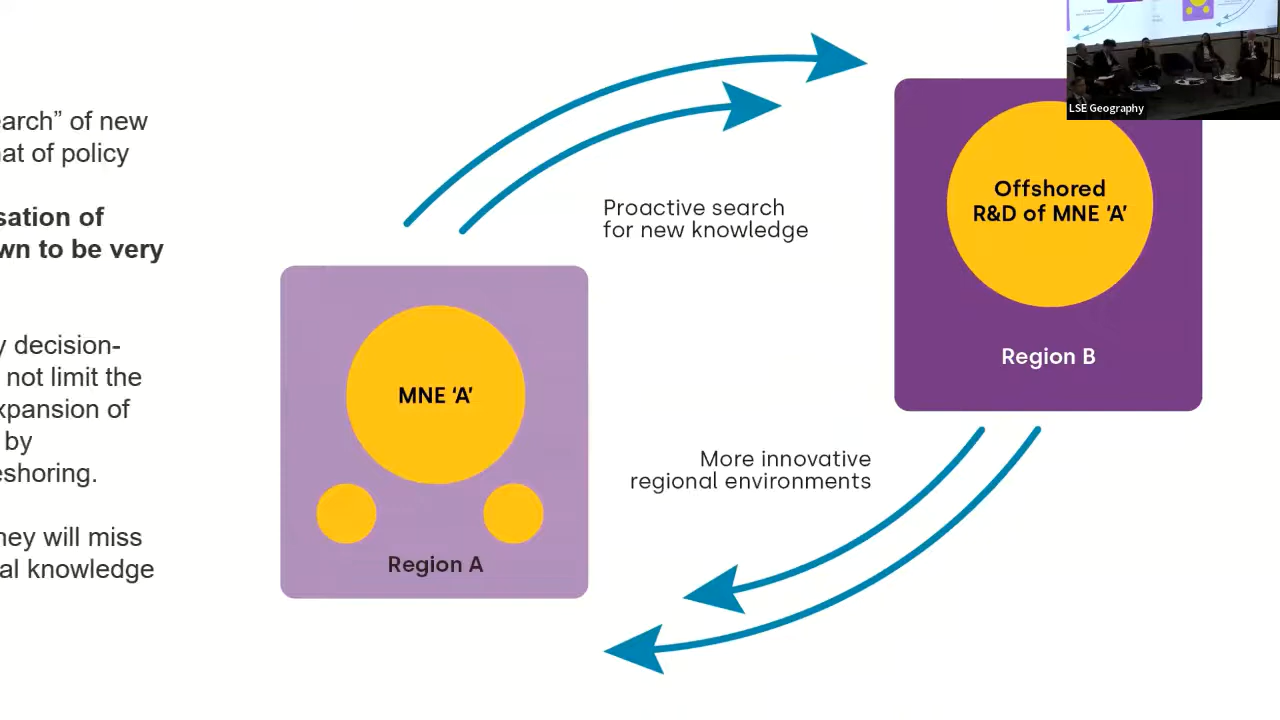 earch” of new
hat of policy
sation of
wn to be very
y decision-
not limit the
xpansion of
by
eshoring.
hey will miss
al knowledge
Proactive search
for new knowledge
MNE ‘A’
Region A
Offshored
R&D of MNE ‘A’
Region B
More innovative
regional environments
LSE Geography